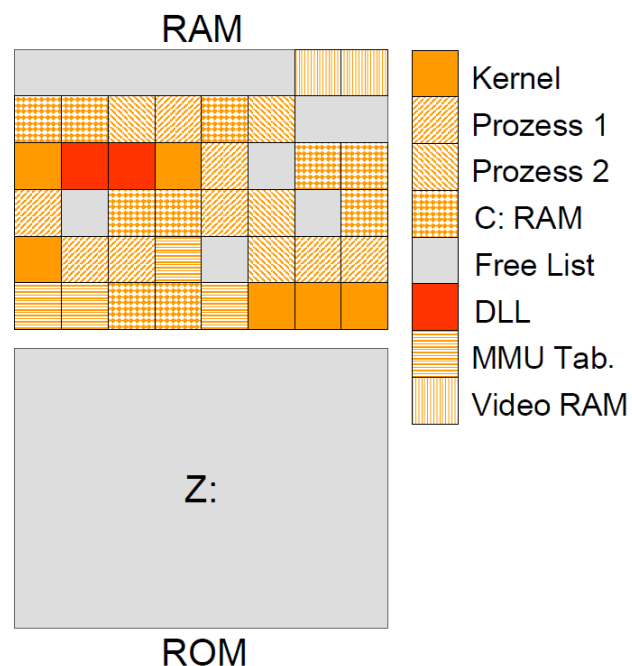 RAM
Kernel
Prozess 1
Prozess 2
C: RAM
Free List
DLL
MMU Tab.
Video RAM
Z:
ROM